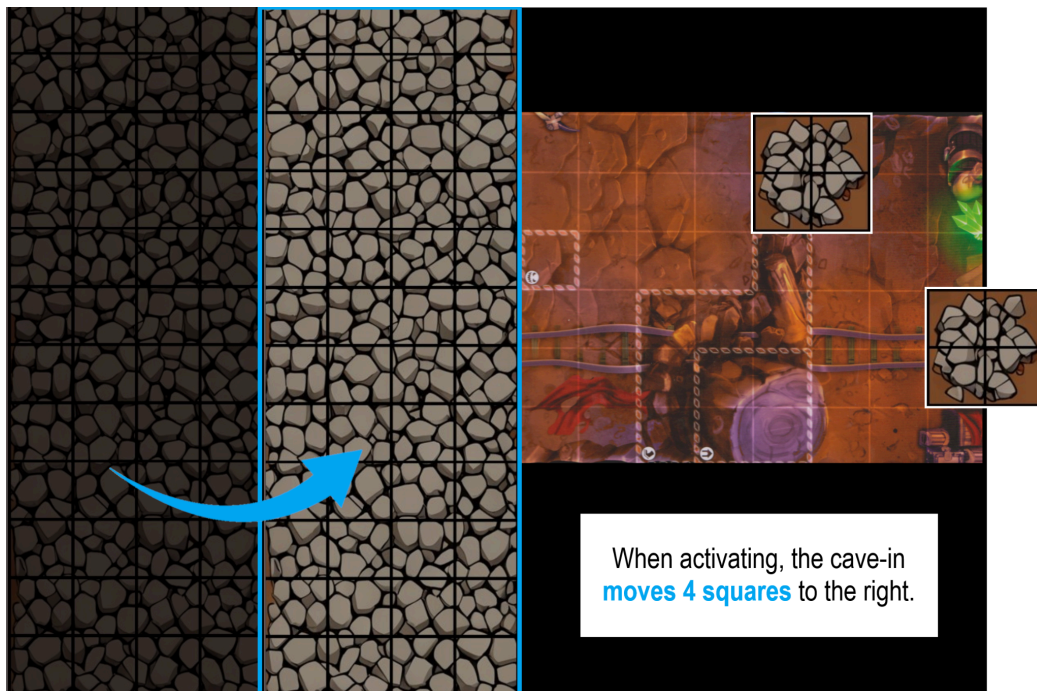 When activating, the cave-in
moves 4 squares to the right.